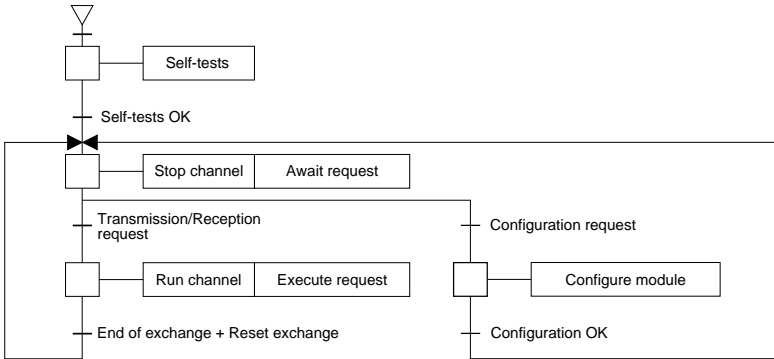 Self-tests
Self-tests OK
Stop channel
Await request
Transmission/Reception
request
Configuration request
Run channel
Execute request
Configure module
End of exchange + Reset exchange
Configuration OK